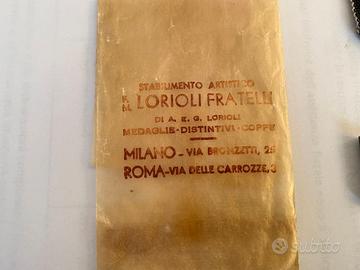 STABILIMENTO ARTISTICO
F. M. LORIOLI FRATELLI
DI A. E G. LORIOLI
MEDAGLIE - DISTINTIVI - COPPE
MILANO - VIA BRONZETTI, 25
ROMA - VIA DELLE CARROZZE, 3
subito